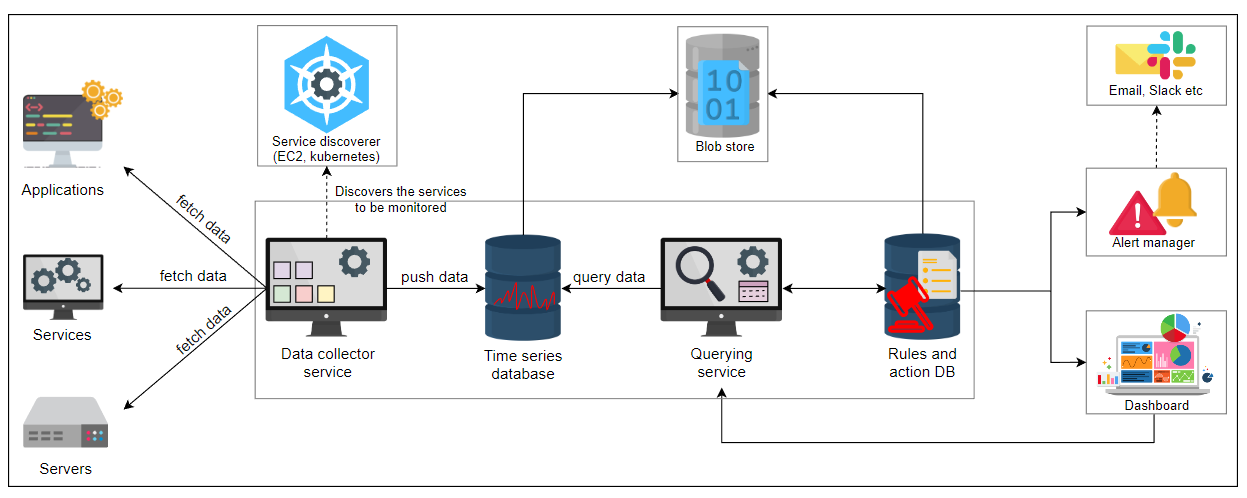 Applications
Services
Servers
fetch data
fetch data
fetch data
Service discoverer
(EC2, kubernetes)
Discovers the services
to be monitored
Data collector
service
push data
Time series
database
query data
10
01
Blob store
Querying
service
Rules and
action DB
Email, Slack etc
Alert manager
Dashboard